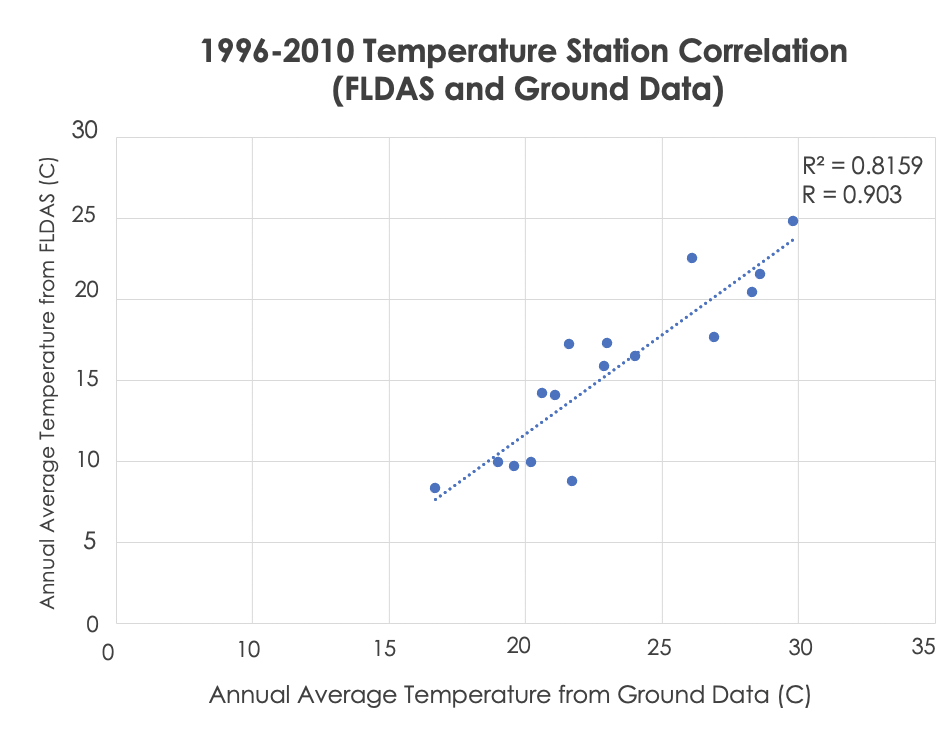 1996-2010 Temperature Station Correlation
(FLDAS and Ground Data)
Annual Average Temperature from FLDAS (C)
30
25
20
15
10
5
0
R² = 0.8159
R = 0.903
0
10
15
20
25
30
35
Annual Average Temperature from Ground Data (C)